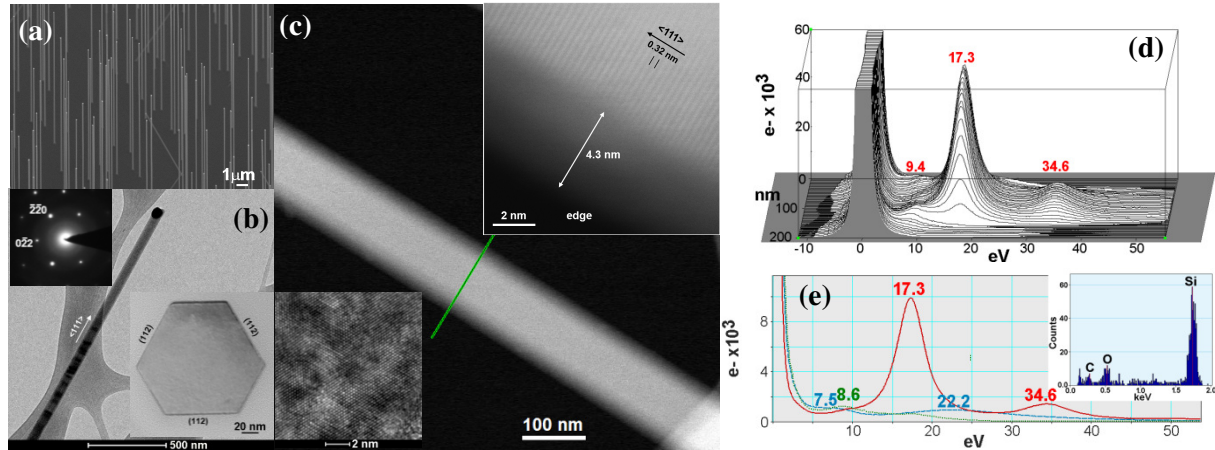 (a)
1μm
(b)
2̄2̄0
02̄2
<111>
500 nm
(112)
(112)
(112)
20 nm
2 nm
(c)
100 nm
<111>
0.32 nm
4.3 nm
2 nm
edge
(d)
60
40
20
0
e- x 10³
nm
100
200
17.3
9.4
34.6
-10
0
10
20
30
40
50
eV
(e)
17.3
8
4
0
e- x10³
7.5
8.6
22.2
34.6
10
20
30
40
50
eV
Si
60
40
20
0
Counts
C
O
0
0.5
1.0
1.5
2.0
keV